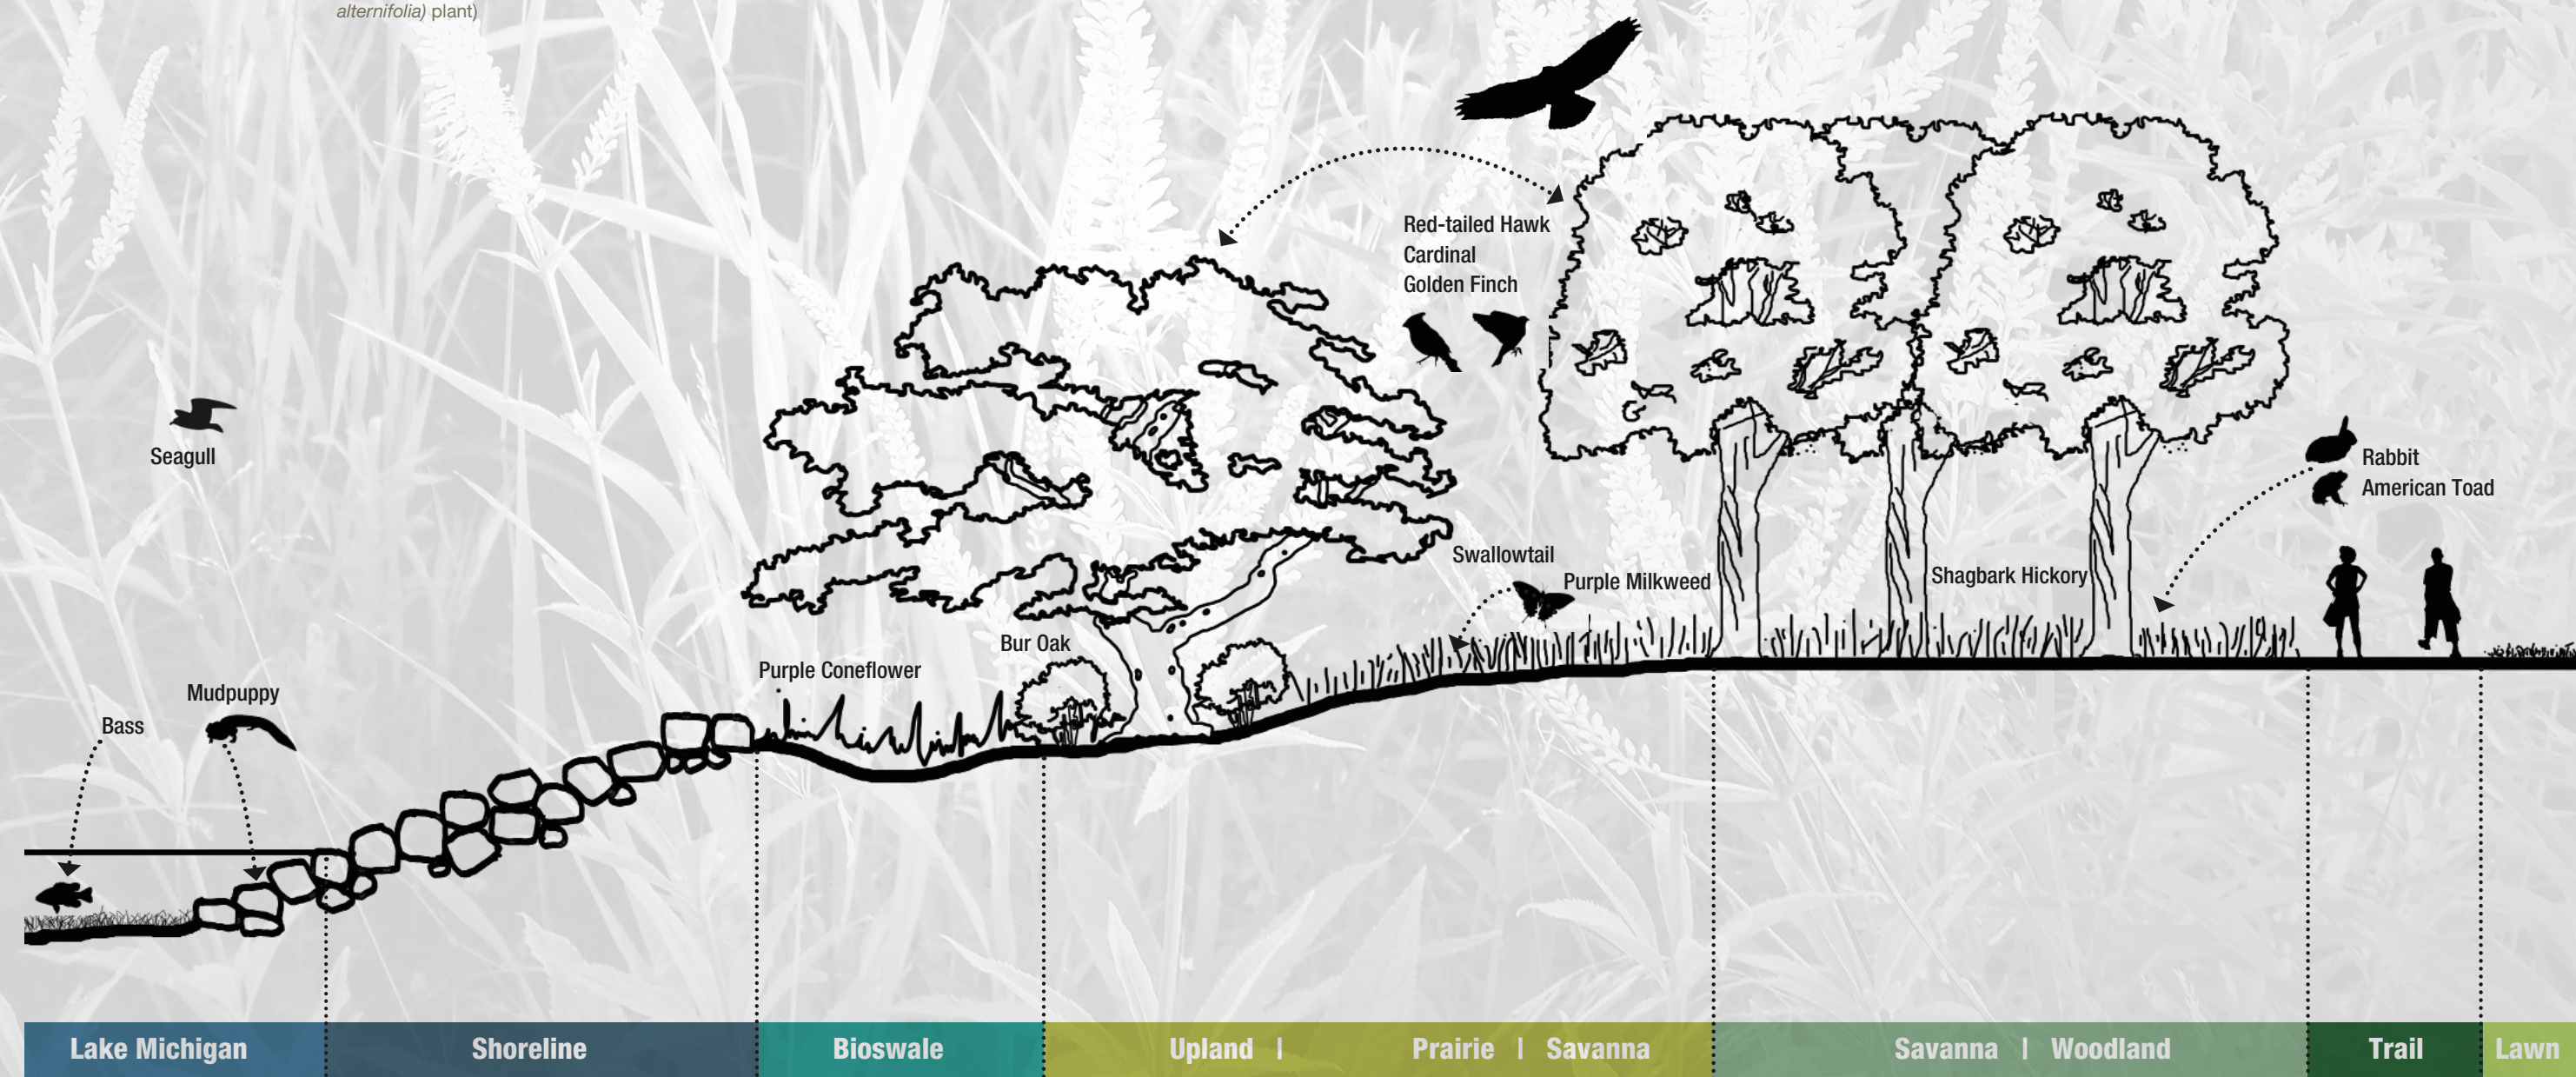 alternifolia) plant)
Red-tailed Hawk
Cardinal
Golden Finch
Seagull
Rabbit
American Toad
Swallowtail
Purple Milkweed
Shagbark Hickory
Bur Oak
Purple Coneflower
Mudpuppy
Bass
Lake Michigan
Shoreline
Bioswale
Upland | Prairie | Savanna
Savanna | Woodland
Trail
Lawn